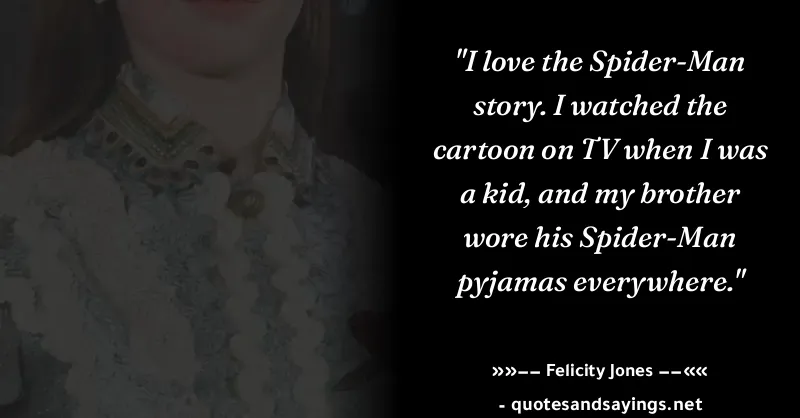 "I love the Spider-Man
story. I watched the
cartoon on TV when I was
a kid, and my brother
wore his Spider-Man
pyjamas everywhere."
»»−− Felicity Jones −−««
- quotesandsayings.net